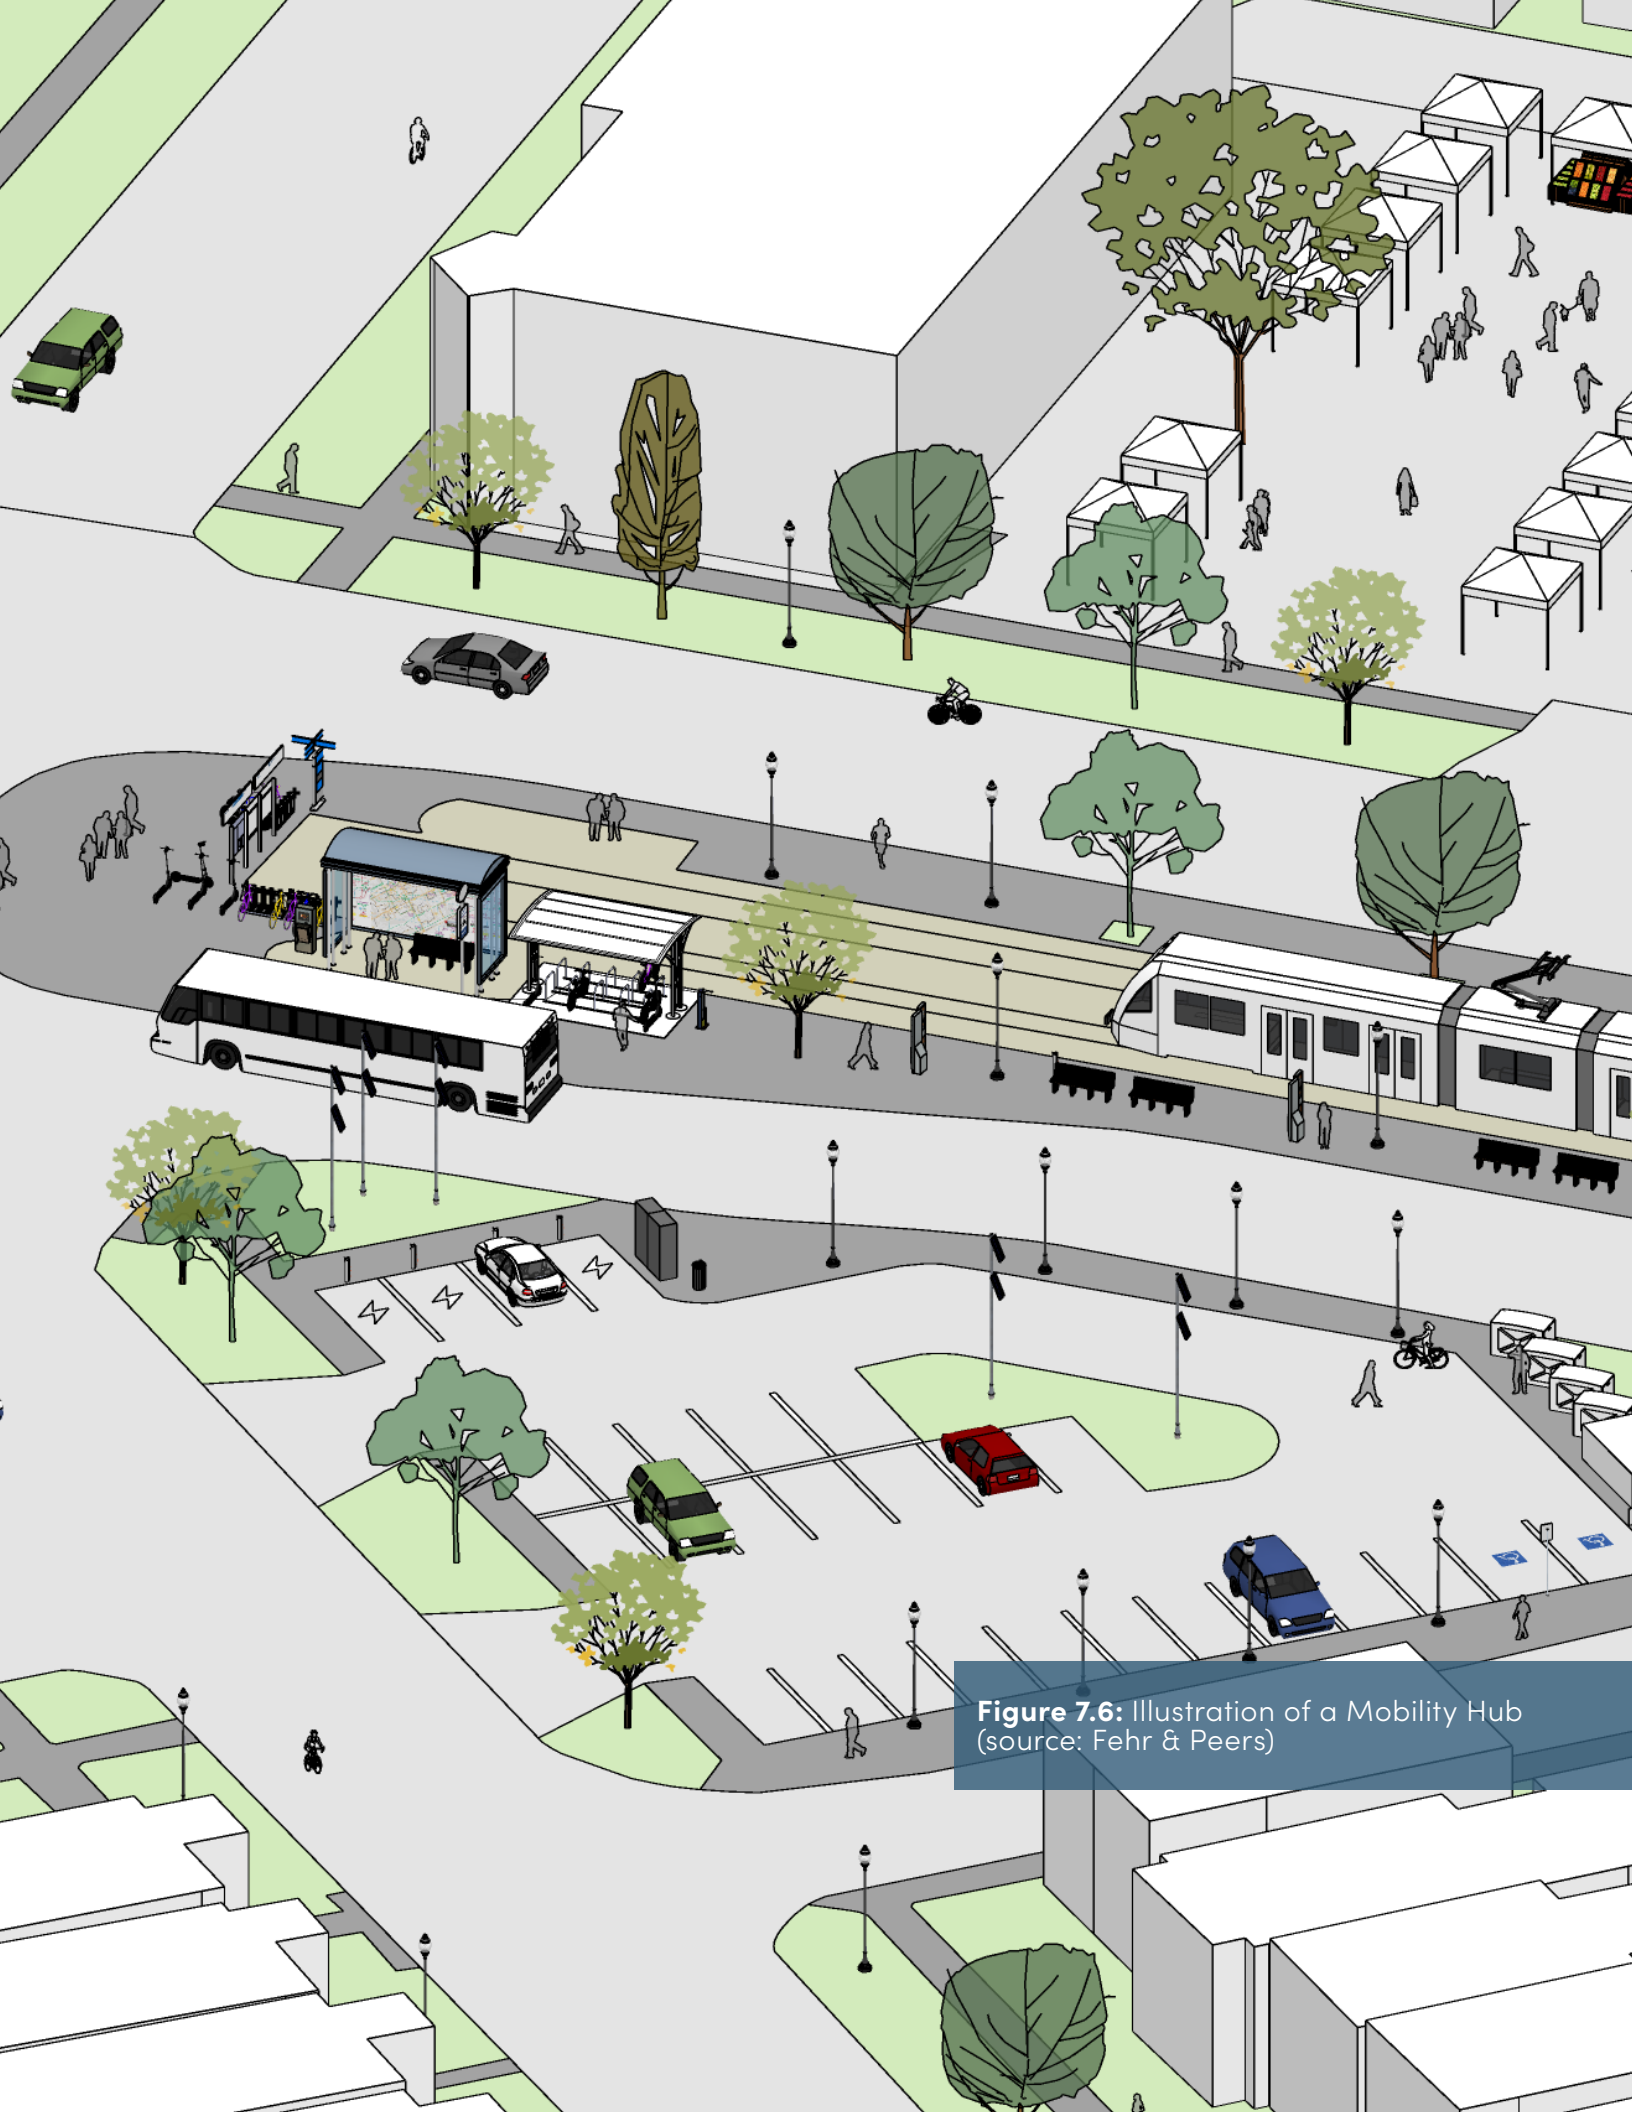 Figure 7.6: Illustration of a Mobility Hub
(source: Fehr & Peers)